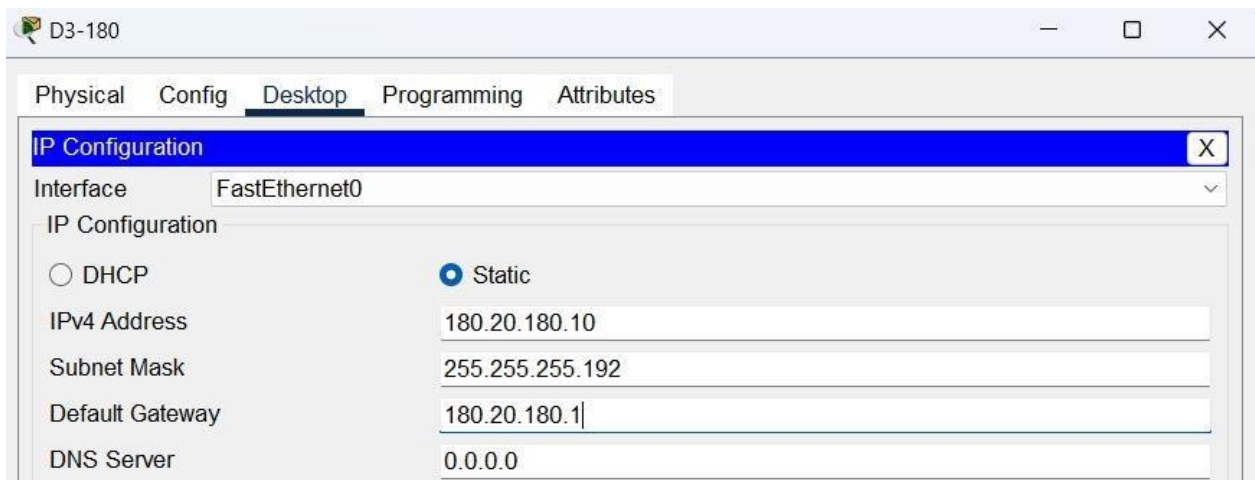 D3-180
Physical Config Desktop Programming Attributes
IP Configuration X
Interface FastEthernet0
IP Configuration
DHCP Static
IPv4 Address 180.20.180.10
Subnet Mask 255.255.255.192
Default Gateway 180.20.180.1
DNS Server 0.0.0.0